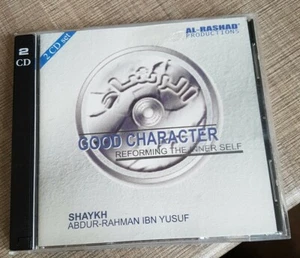 2
CD
2 CD set
AL-RASHAD
PRODUCTIONS
الرشاد
GOOD CHARACTER
REFORMING THE INNER SELF
SHAYKH
ABDUR-RAHMAN IBN YUSUF